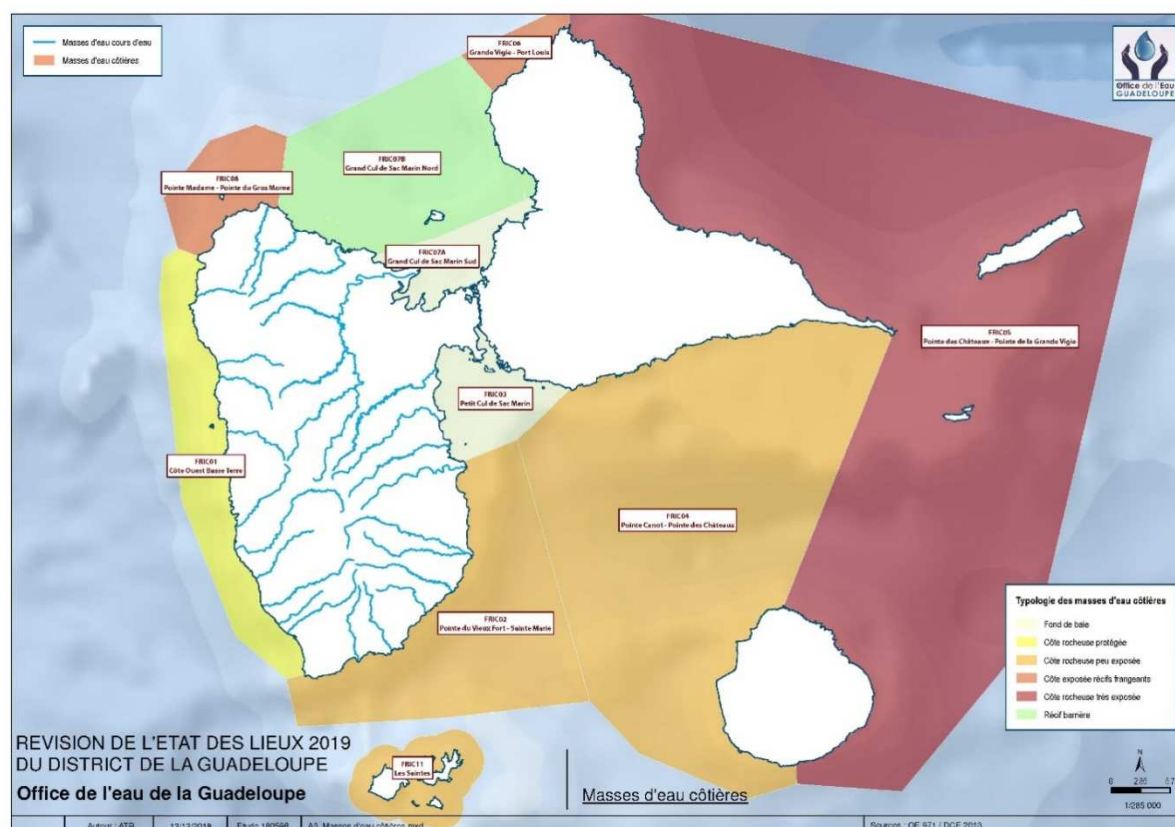 Masses d'eau cours d'eau
Masses d'eau côtières
FRIC06
Grande Vigie - Port Louis
Office de l'Eau
GUADELOUPE
FRIC07B
Grand Cul de Sac Marin Nord
FRIC08
Pointe Madame - Pointe du Gros Morne
FRIC07A
Grand Cul de Sac Marin Sud
FRIC05
Pointe des Châteaux - Pointe de la Grande Vigie
FRIC03
Petit Cul de Sac Marin
FRIC01
Côte Ouest Basse Terre
FRIC04
Pointe Canot - Pointe des Châteaux
FRIC02
Pointe du Vieux Fort - Sainte Marie
Typologie des masses d'eau côtières
Fond de baie
Côte rocheuse protégée
Côte rocheuse peu exposée
Côte exposée récifs frangeants
Côte rocheuse très exposée
Récif barrière
REVISION DE L'ETAT DES LIEUX 2019
DU DISTRICT DE LA GUADELOUPE
Office de l'eau de la Guadeloupe
FRIC11
Les Saintes
Masses d'eau côtières
N
0
1/285 000
Auteur : ATR
Sources : OE 971 / DCE 2013